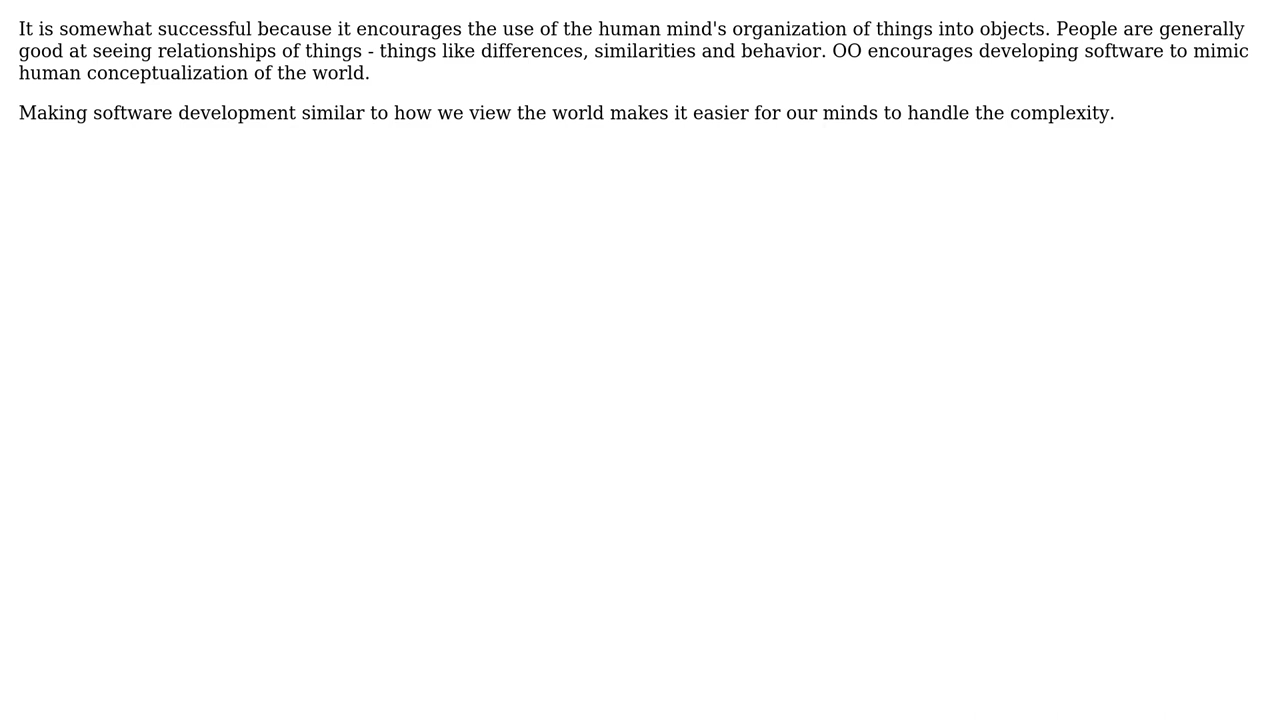 It is somewhat successful because it encourages the use of the human mind's organization of things into objects. People are generally
good at seeing relationships of things - things like differences, similarities and behavior. OO encourages developing software to mimic
human conceptualization of the world.
Making software development similar to how we view the world makes it easier for our minds to handle the complexity.